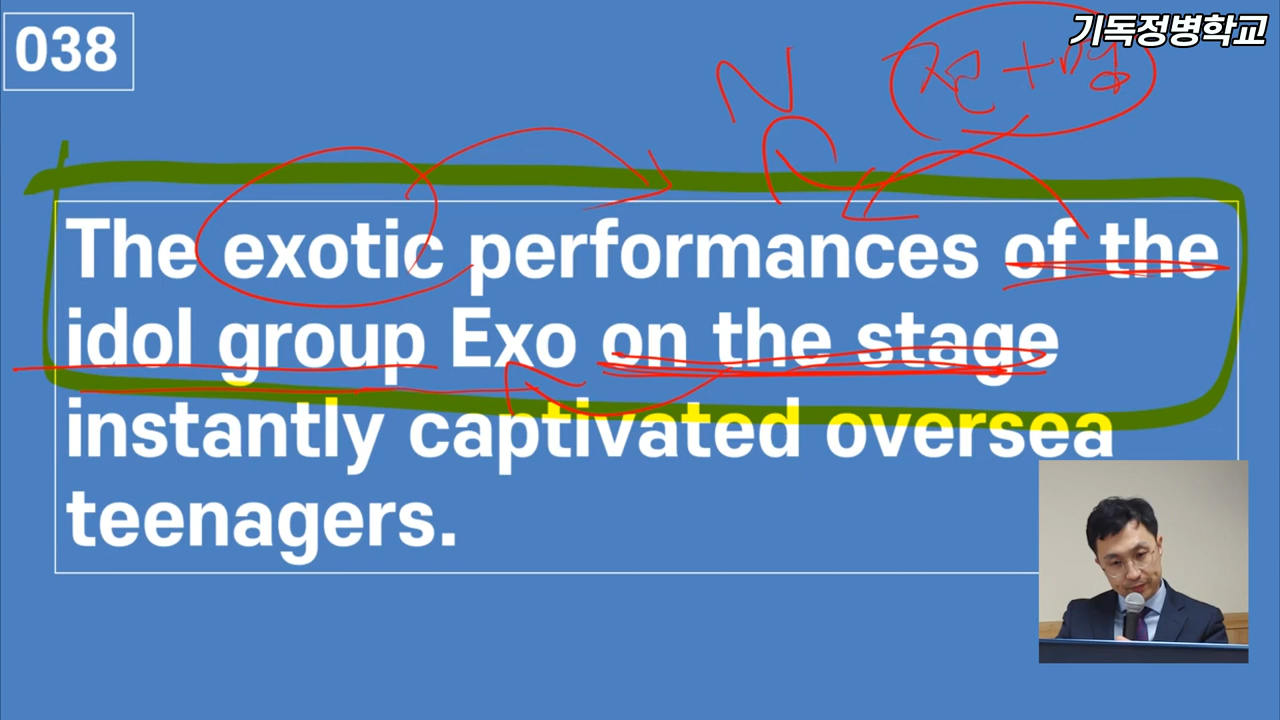 038
기독정병학교
N
전+명
The exotic performances of the
idol group Exo on the stage
instantly captivated oversea
teenagers.